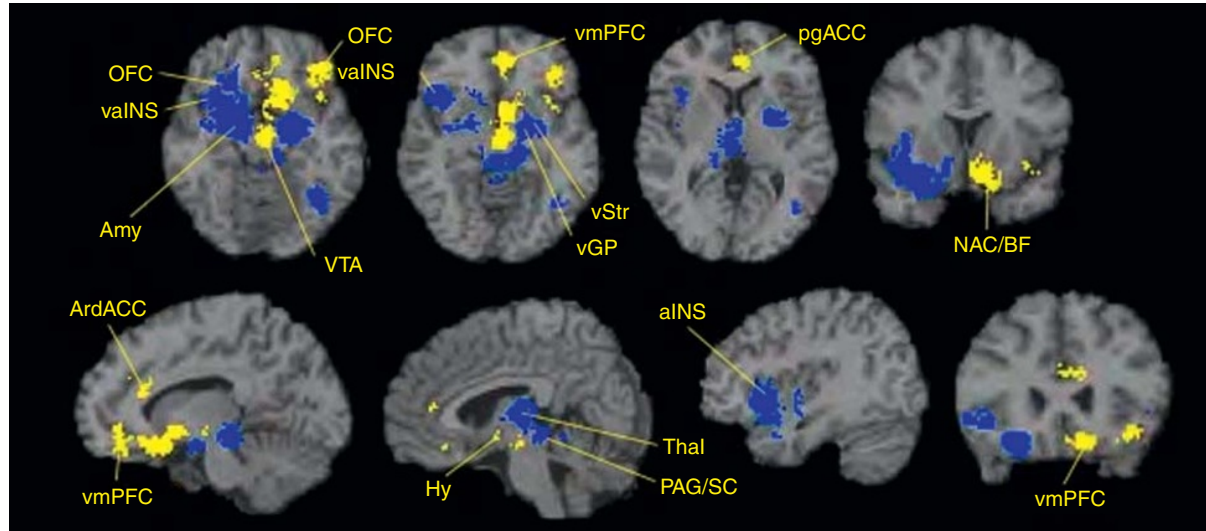 OFC
vaINS
OFC
vaINS
Amy
VTA
vmPFC
vStr
vGP
pgACC
NAC/BF
ArdACC
vmPFC
Hy
Thal
PAG/SC
aINS
vmPFC